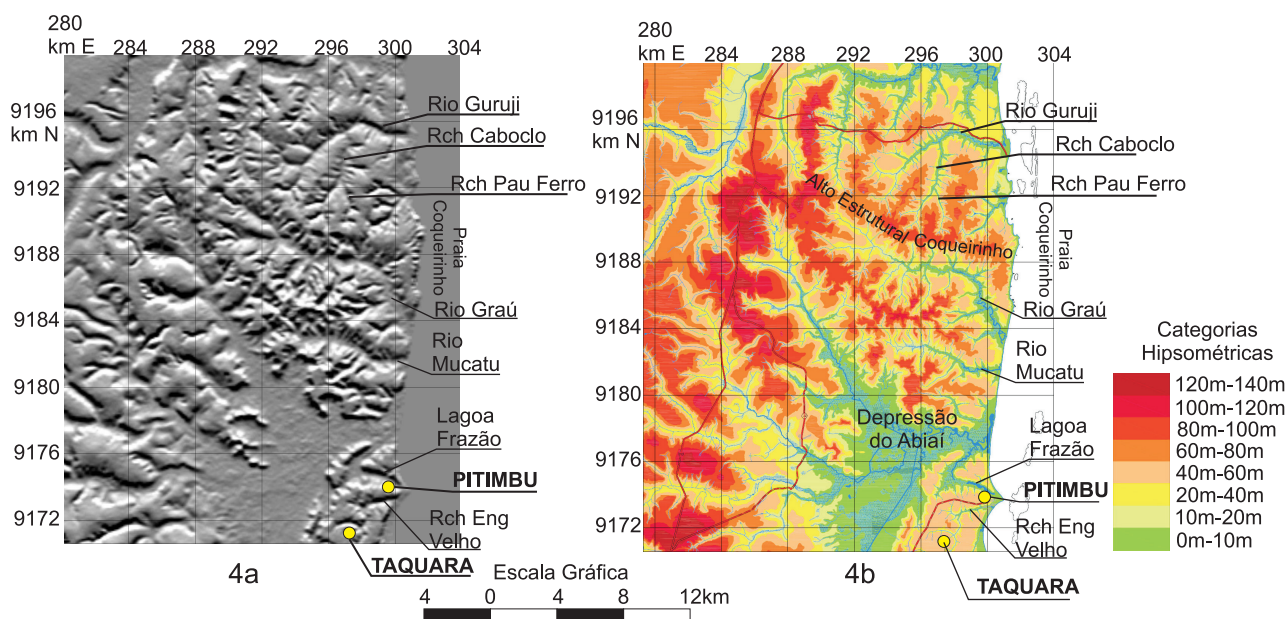 280
km E
284
288
292
296
300
304
9196
km N
9192
9188
9184
9180
9176
9172
Rio Guruji
Rch Caboclo
Rch Pau Ferro
Praia
Coqueirinho
Rio Graú
Rio
Mucatu
Lagoa
Frazão
PITIMBU
Rch Eng
Velho
TAQUARA
4a
280
km E
284
288
292
296
300
304
9196
km N
9192
9188
9184
9180
9176
9172
Rio Guruji
Rch Caboclo
Rch Pau Ferro
Alto Estrutural Coqueirinho
Praia
Coqueirinho
Rio Graú
Rio
Mucatu
Depressão
do Abiaí
Lagoa
Frazão
PITIMBU
Rch Eng
Velho
TAQUARA
4b
Categorias
Hipsométricas
120m-140m
100m-120m
80m-100m
60m-80m
40m-60m
20m-40m
10m-20m
0m-10m
Escala Gráfica
4 0 4 8 12km